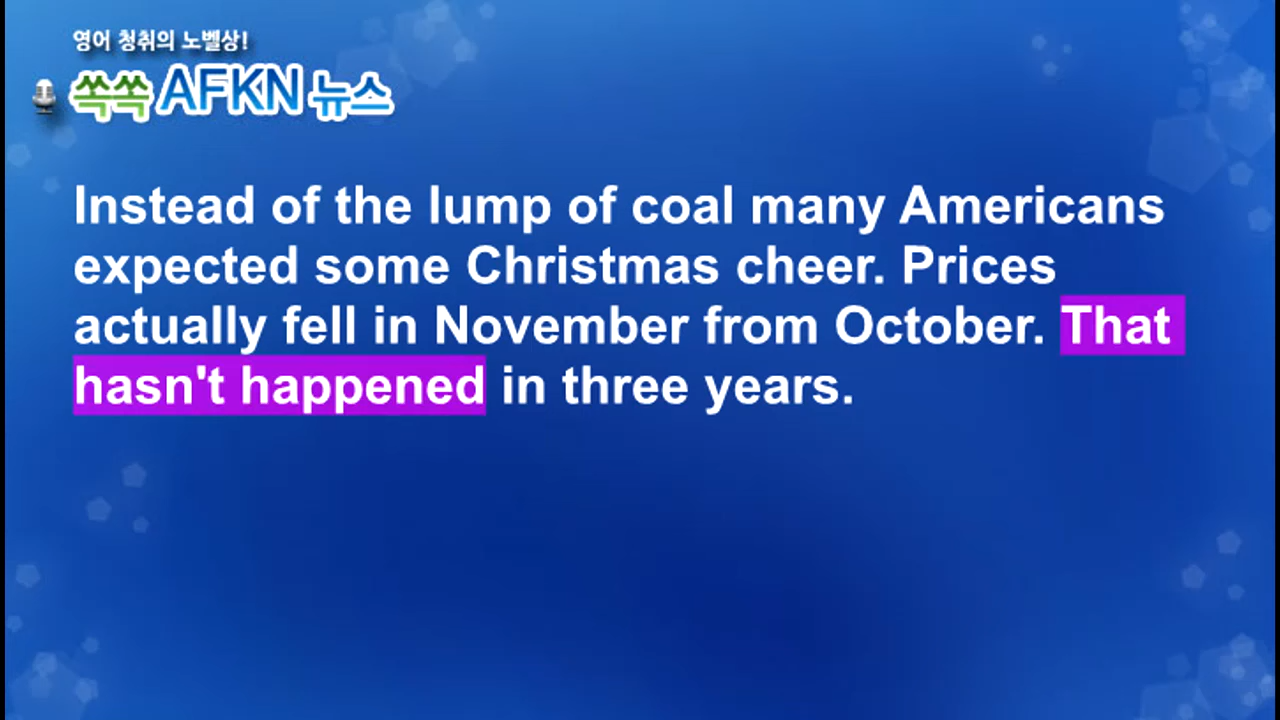 영어 청취의 노벨상!
쏙쏙 AFKN 뉴스
Instead of the lump of coal many Americans
expected some Christmas cheer. Prices
actually fell in November from October. That
hasn't happened in three years.